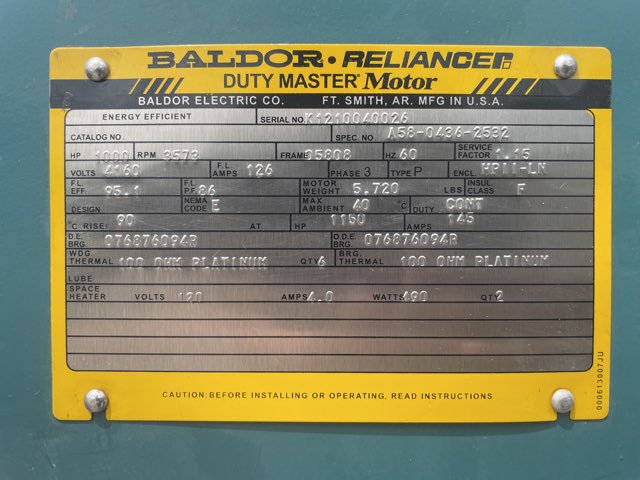 BALDOR • RELIANCE
DUTY MASTER® Motor
BALDOR ELECTRIC CO. FT. SMITH, AR. MFG IN U.S.A.
ENERGY EFFICIENT SERIAL NO. K1210040026
CATALOG NO. SPEC. NO. A58-0436-2532
HP 1000 RPM 3573 FRAME 05808 HZ 60 SERVICE FACTOR 1.15
VOLTS 4160 F.L. AMPS 126 PHASE 3 TYPE P ENCL. WP11-LN
F.L. EFF 95.1 F.L. P.F. 86 MOTOR WEIGHT 5,720 LBS INSUL. CLASS F
DESIGN NEMA CODE E MAX. AMBIENT 40 °C DUTY CONT
°C RISE 90 AT HP 1150 AMPS 145
D.E. BRG. 076876094R O.D.E. BRG. 076876094R
WDG THERMAL 100 OHM PLATINUM QTY 6 BRG. THERMAL 100 OHM PLATINUM
LUBE
SPACE HEATER VOLTS 120 AMPS 4.0 WATTS 490 QTY 2
CAUTION: BEFORE INSTALLING OR OPERATING, READ INSTRUCTIONS
000613007JU